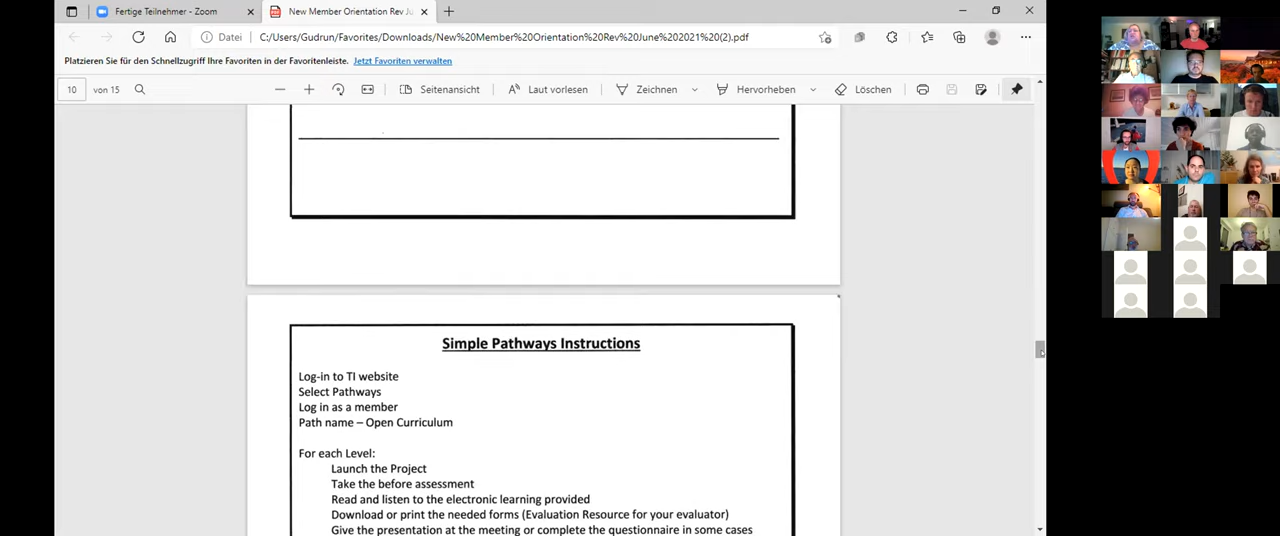 Fertige Teilnehmer - Zoom
New Member Orientation Rev Ju
Datei
C:/Users/Gudrun/Favorites/Downloads/New%20Member%20Orientation%20Rev%20June%202021%20(2).pdf
Platzieren Sie für den Schnellzugriff Ihre Favoriten in der Favoritenleiste. Jetzt Favoriten verwalten
10 von 15
Seitenansicht
Laut vorlesen
Zeichnen
Hervorheben
Löschen
Simple Pathways Instructions
Log-in to TI website
Select Pathways
Log in as a member
Path name – Open Curriculum
For each Level:
Launch the Project
Take the before assessment
Read and listen to the electronic learning provided
Download or print the needed forms (Evaluation Resource for your evaluator)
Give the presentation at the meeting or complete the questionnaire in some cases